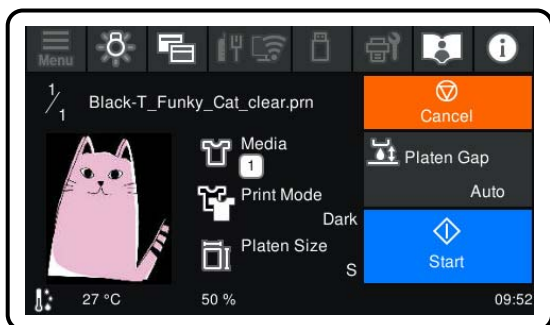 Menu
1/1
Black-T_Funky_Cat_clear.prn
Cancel
Media
1
Platen Gap
Auto
Print Mode
Dark
Platen Size
S
Start
27 °C
50 %
09:52